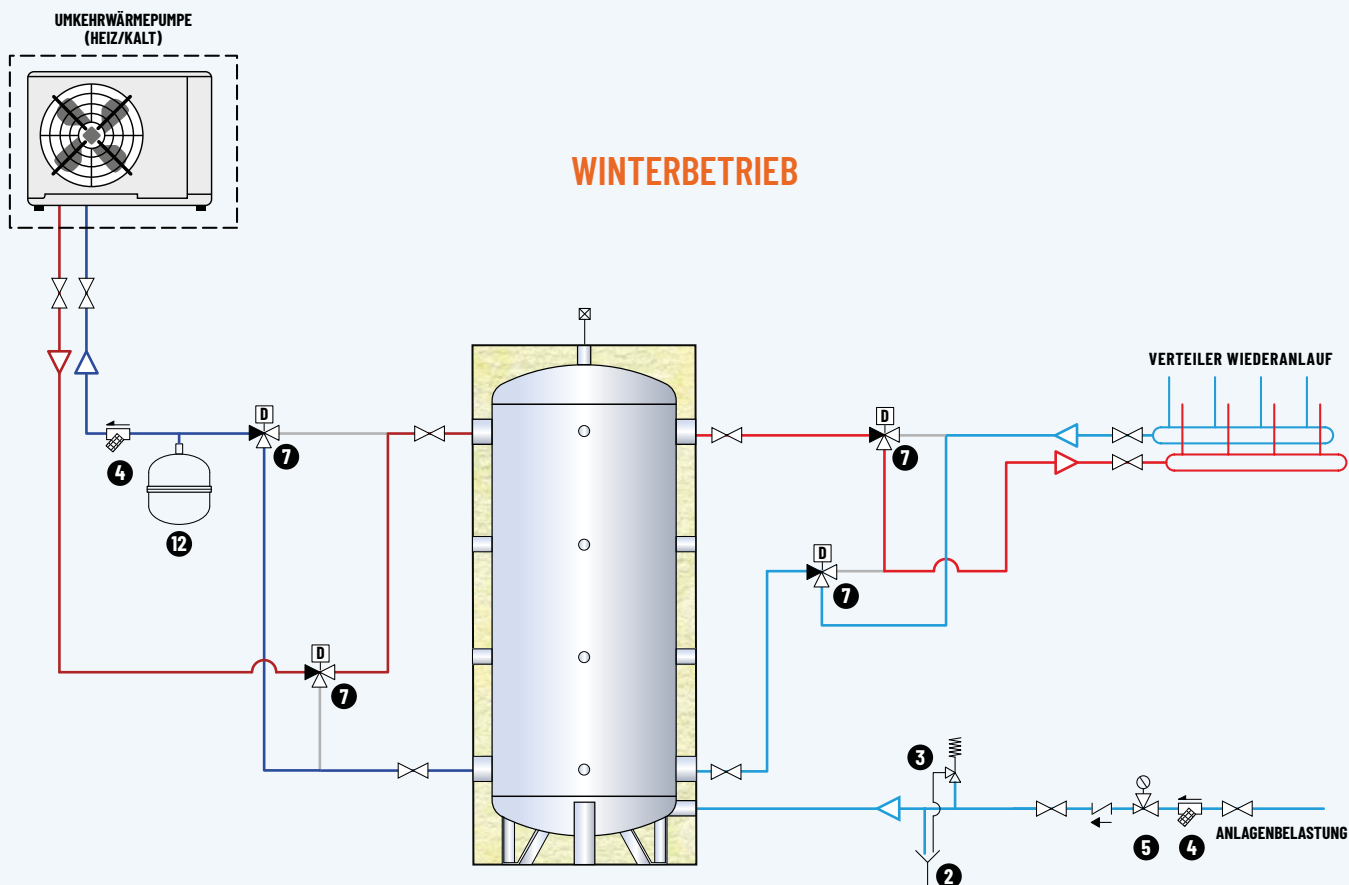 UMKEHRWÄRMEPUMPE
(HEIZ/KALT)
WINTERBETRIEB
VERTEILER WIEDERANLAUF
D
7
D
7
4
12
D
7
D
7
3
ANLAGENBELASTUNG
5
4
2